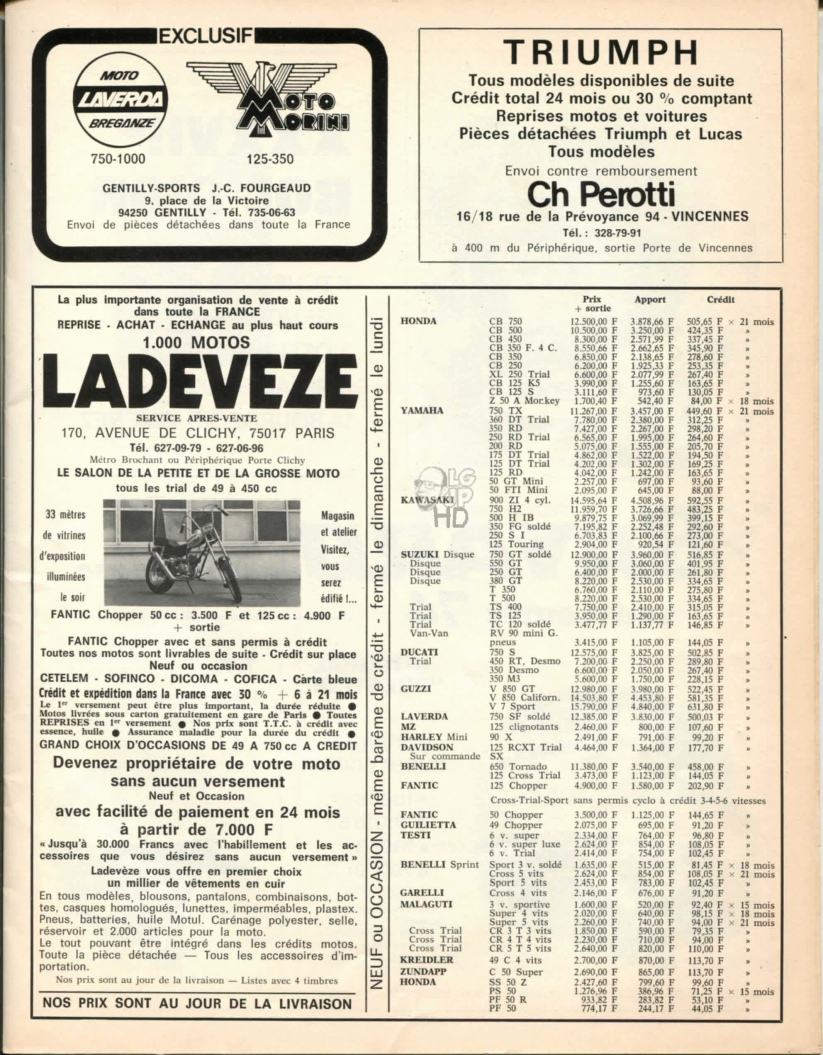 EXCLUSIF
MOTO
LAVERDA
BREGANZE
MOTO
MORINI
750-1000 125-350
GENTILLY-SPORTS J.-C. FOURGEAUD
9, place de la Victoire
94250 GENTILLY - Tél. 735-06-63
Envoi de pièces détachées dans toute la France
TRIUMPH
Tous modèles disponibles de suite
Crédit total 24 mois ou 30 % comptant
Reprises motos et voitures
Pièces détachées Triumph et Lucas
Tous modèles
Envoi contre remboursement
Ch Perotti
16/18 rue de la Prévoyance 94 - VINCENNES
Tél. : 328-79-91
à 400 m du Périphérique, sortie Porte de Vincennes
La plus importante organisation de vente à crédit
dans toute la FRANCE
REPRISE - ACHAT - ECHANGE au plus haut cours
1.000 MOTOS
LADEVEZE
SERVICE APRES-VENTE
170, AVENUE DE CLICHY, 75017 PARIS
Tél. 627-09-79 - 627-06-96
Métro Brochant ou Périphérique Porte Clichy
LE SALON DE LA PETITE ET DE LA GROSSE MOTO
tous les trial de 49 à 450 cc
33 mètres
de vitrines
d'exposition
illuminées
le soir
Magasin
et atelier
Visitez,
vous
serez
édifié !...
FANTIC Chopper 50 cc : 3.500 F et 125 cc : 4.900 F
+ sortie
FANTIC Chopper avec et sans permis à crédit
Toutes nos motos sont livrables de suite - Crédit sur place
Neuf ou occasion
CETELEM - SOFINCO - DICOMA - COFICA - Carte bleue
Crédit et expédition dans la France avec 30 % + 6 à 21 mois
Le 1er versement peut être plus important, la durée réduite ●
Motos livrées sous carton gratuitement en gare de Paris ● Toutes
REPRISES en 1er versement ● Nos prix sont T.T.C. à crédit avec
essence, huile ● Assurance maladie pour la durée du crédit ●
GRAND CHOIX D'OCCASIONS DE 49 A 750 cc A CREDIT
Devenez propriétaire de votre moto
sans aucun versement
Neuf et Occasion
avec facilité de paiement en 24 mois
à partir de 7.000 F
« Jusqu'à 30.000 Francs avec l'habillement et les ac-
cessoires que vous désirez sans aucun versement »
Ladevèze vous offre en premier choix
un millier de vêtements en cuir
En tous modèles, blousons, pantalons, combinaisons, bot-
tes, casques homologués, lunettes, imperméables, plastex.
Pneus, batteries, huile Motul. Carénage polyester, selle,
réservoir et 2.000 articles pour la moto.
Le tout pouvant être intégré dans les crédits motos.
Toute la pièce détachée — Tous les accessoires d'im-
portation.
Nos prix sont au jour de la livraison — Listes avec 4 timbres
NOS PRIX SONT AU JOUR DE LA LIVRAISON
NEUF ou OCCASION - même barême de crédit - fermé le dimanche - fermé le lundi
Prix Apport Crédit
+ sortie
HONDA CB 750 12.500,00 F 3.878,66 F 505,65 F × 21 mois
CB 500 10.500,00 F 3.250,00 F 424,35 F »
CB 450 8.300,00 F 2.571,99 F 337,45 F »
CB 350 F. 4 C. 8.550,66 F 2.662,65 F 345,90 F »
CB 350 6.850,00 F 2.138,65 F 278,60 F »
CB 250 6.200,00 F 1.925,33 F 253,35 F »
XL 250 Trial 6.600,00 F 2.077,99 F 267,40 F »
CB 125 K5 3.990,00 F 1.255,60 F 163,65 F »
CB 125 S 3.111,60 F 973,60 F 130,05 F »
Z 50 A Monkey 1.700,40 F 542,40 F 84,00 F × 18 mois
YAMAHA 750 TX 11.267,00 F 3.457,00 F 449,60 F × 21 mois
360 DT Trial 7.780,00 F 2.380,00 F 312,25 F »
350 RD 7.427,00 F 2.267,00 F 298,20 F »
250 RD Trial 6.565,00 F 1.995,00 F 264,60 F »
200 RD 5.075,00 F 1.555,00 F 205,70 F »
175 DT Trial 4.862,00 F 1.522,00 F 194,50 F »
125 DT Trial 4.202,00 F 1.302,00 F 169,25 F »
125 RD 4.042,00 F 1.242,00 F 163,65 F »
50 GT Mini 2.257,00 F 697,00 F 93,60 F »
50 FTI Mini 2.095,00 F 645,00 F 88,00 F »
KAWASAKI 900 ZI 4 cyl. 14.595,64 F 4.508,96 F 592,55 F »
750 H2 11.959,70 F 3.726,66 F 483,25 F »
500 H IB 9.879,75 F 3.069,99 F 399,15 F »
350 FG soldé 7.195,82 F 2.252,48 F 292,60 F »
250 S I 6.703,83 F 2.100,66 F 273,00 F »
125 Touring 2.904,00 F 920,54 F 121,60 F »
SUZUKI Disque 750 GT soldé 12.900,00 F 3.960,00 F 516,85 F »
Disque 550 GT 9.950,00 F 3.060,00 F 401,95 F »
Disque 250 GT 6.400,00 F 2.000,00 F 261,80 F »
Disque 380 GT 8.220,00 F 2.530,00 F 334,65 F »
T 350 6.760,00 F 2.110,00 F 275,80 F »
T 500 8.220,00 F 2.530,00 F 334,65 F »
Trial TS 400 7.750,00 F 2.410,00 F 315,05 F »
Trial TS 125 3.950,00 F 1.290,00 F 163,65 F »
Trial TC 120 soldé 3.477,77 F 1.137,77 F 146,85 F »
Van-Van RV 90 mini G.
pneus 3.415,00 F 1.105,00 F 144,05 F »
DUCATI 750 S 12.575,00 F 3.825,00 F 502,85 F »
Trial 450 RT, Desmo 7.200,00 F 2.250,00 F 289,80 F »
350 Desmo 6.600,00 F 2.050,00 F 267,40 F »
350 M3 5.600,00 F 1.750,00 F 228,15 F »
GUZZI V 850 GT 12.980,00 F 3.980,00 F 522,45 F »
V 850 Californ. 14.503,80 F 4.453,80 F 581,35 F »
V 7 Sport 15.790,00 F 4.840,00 F 631,80 F »
LAVERDA 750 SF soldé 12.385,00 F 3.830,00 F 500,03 F »
MZ 125 clignotants 2.460,00 F 800,00 F 107,60 F »
HARLEY Mini 90 X 2.491,00 F 791,00 F 99,20 F »
DAVIDSON 125 RCXT Trial 4.464,00 F 1.364,00 F 177,70 F »
Sur commande SX
BENELLI 650 Tornado 11.380,00 F 3.540,00 F 458,00 F »
125 Cross Trial 3.473,00 F 1.123,00 F 144,05 F »
FANTIC 125 Chopper 4.900,00 F 1.580,00 F 202,90 F »
Cross-Trial-Sport sans permis cyclo à crédit 3-4-5-6 vitesses
FANTIC 50 Chopper 3.500,00 F 1.125,00 F 144,65 F »
GUILIETTA 49 Chopper 2.075,00 F 695,00 F 91,20 F »
TESTI 6 v. super 2.334,00 F 764,00 F 96,80 F »
6 v. super luxe 2.624,00 F 854,00 F 108,05 F »
6 v. Trial 2.414,00 F 754,00 F 102,45 F »
BENELLI Sprint Sport 3 v. soldé 1.635,00 F 515,00 F 81,45 F × 18 mois
Cross 5 vits 2.624,00 F 854,00 F 108,05 F × 21 mois
Sport 5 vits 2.453,00 F 783,00 F 102,45 F »
GARELLI Cross 4 vits 2.146,00 F 676,00 F 91,20 F »
MALAGUTI 3 v. sportive 1.600,00 F 520,00 F 92,40 F × 15 mois
Super 4 vits 2.020,00 F 640,00 F 98,15 F × 18 mois
Super 5 vits 2.260,00 F 740,00 F 94,00 F × 21 mois
Cross Trial CR 3 T 3 vits 1.850,00 F 590,00 F 79,35 F »
Cross Trial CR 4 T 4 vits 2.230,00 F 710,00 F 94,00 F »
Cross Trial CR 5 T 5 vits 2.640,00 F 820,00 F 110,00 F »
KREIDLER 49 C 4 vits 2.700,00 F 870,00 F 113,70 F »
ZUNDAPP C 50 Super 2.690,00 F 865,00 F 113,70 F »
HONDA SS 50 Z 2.427,60 F 799,60 F 99,60 F »
PS 50 1.276,96 F 386,96 F 71,25 F × 15 mois
PF 50 R 933,82 F 283,82 F 53,10 F »
PF 50 774,17 F 244,17 F 44,05 F »
OLG
HD